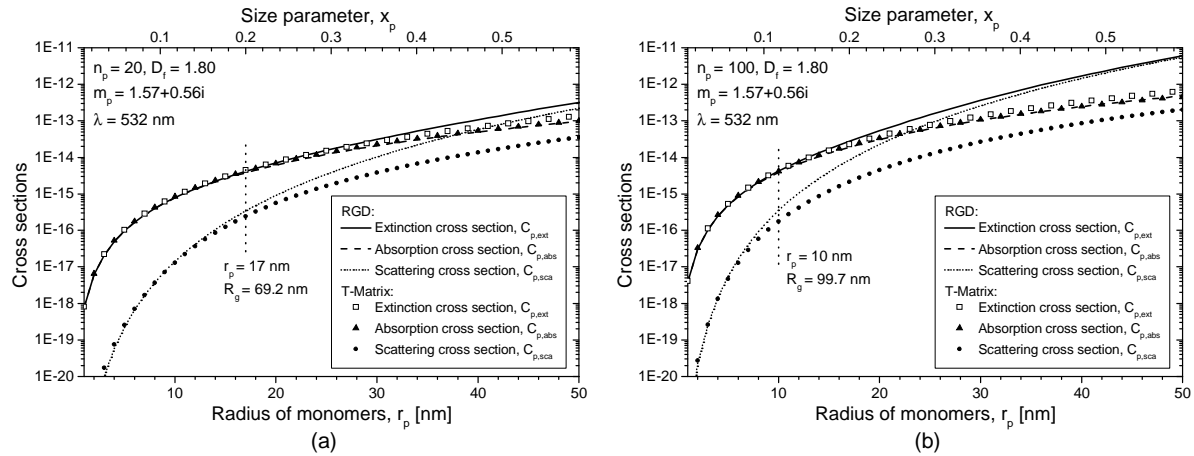 Size parameter, x_p
0.1 0.2 0.3 0.4 0.5
1E-11
1E-12
1E-13
1E-14
1E-15
1E-16
1E-17
1E-18
1E-19
1E-20
Cross sections
n_p = 20, D_f = 1.80
m_p = 1.57+0.56i
λ = 532 nm
r_p = 17 nm
R_g = 69.2 nm
RGD:
Extinction cross section, C_p,ext
Absorption cross section, C_p,abs
Scattering cross section, C_p,sca
T-Matrix:
Extinction cross section, C_p,ext
Absorption cross section, C_p,abs
Scattering cross section, C_p,sca
10 20 30 40 50
Radius of monomers, r_p [nm]
(a)
Size parameter, x_p
0.1 0.2 0.3 0.4 0.5
1E-11
1E-12
1E-13
1E-14
1E-15
1E-16
1E-17
1E-18
1E-19
1E-20
Cross sections
n_p = 100, D_f = 1.80
m_p = 1.57+0.56i
λ = 532 nm
r_p = 10 nm
R_g = 99.7 nm
RGD:
Extinction cross section, C_p,ext
Absorption cross section, C_p,abs
Scattering cross section, C_p,sca
T-Matrix:
Extinction cross section, C_p,ext
Absorption cross section, C_p,abs
Scattering cross section, C_p,sca
10 20 30 40 50
Radius of monomers, r_p [nm]
(b)